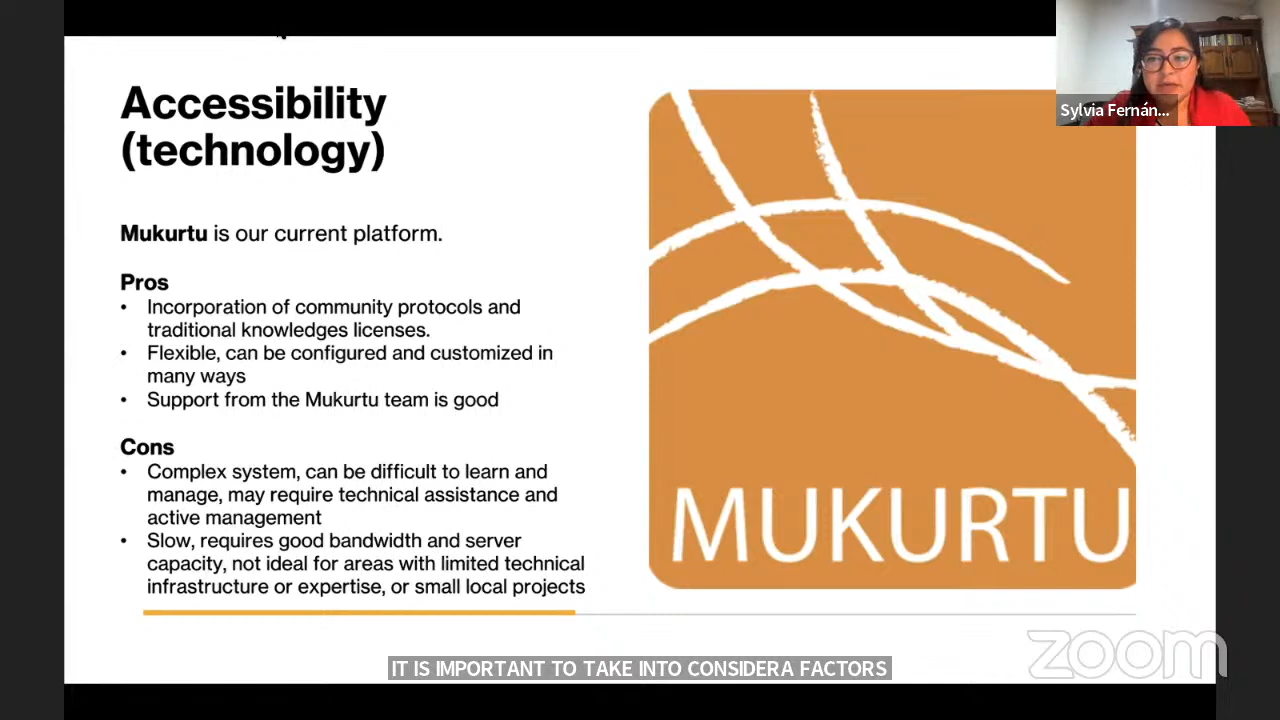 Accessibility
(technology)
Mukurtu is our current platform.
Pros
• Incorporation of community protocols and
traditional knowledges licenses.
• Flexible, can be configured and customized in
many ways
• Support from the Mukurtu team is good
Cons
• Complex system, can be difficult to learn and
manage, may require technical assistance and
active management
• Slow, requires good bandwidth and server
capacity, not ideal for areas with limited technical
infrastructure or expertise, or small local projects
MUKURTU
Sylvia Fernán...
zoom
IT IS IMPORTANT TO TAKE INTO CONSIDERA FACTORS